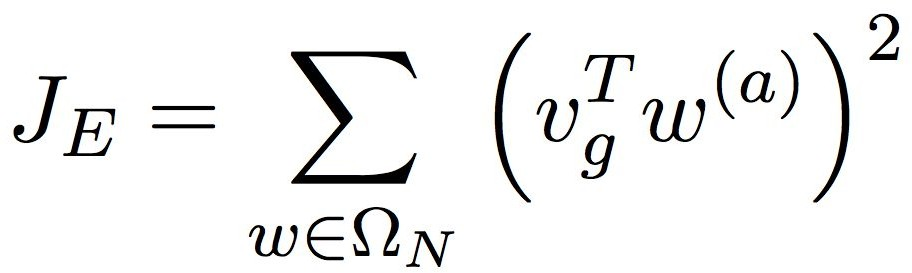 J_E = \sum_{w \in \Omega_N} \left( v_g^T w^{(a)} \right)^2